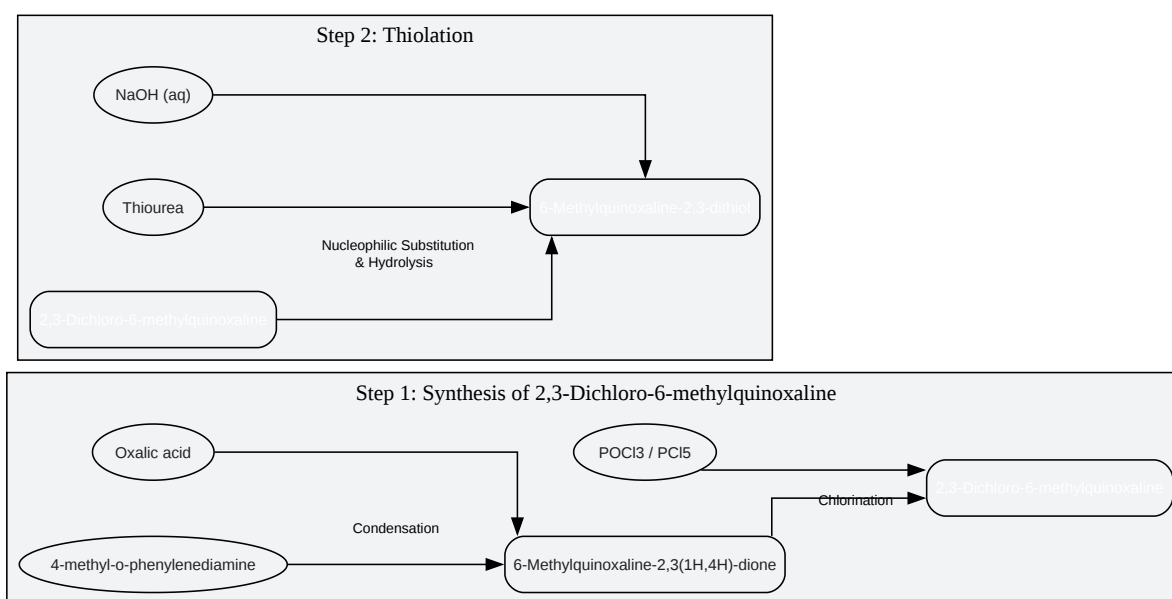 Step 2: Thiolation
NaOH (aq)
Thiourea
6-Methylquinoxaline-2,3-dithiol
Nucleophilic Substitution
& Hydrolysis
2,3-Dichloro-6-methylquinoxaline
Step 1: Synthesis of 2,3-Dichloro-6-methylquinoxaline
Oxalic acid
POCl3 / PCl5
2,3-Dichloro-6-methylquinoxaline
Chlorination
Condensation
4-methyl-o-phenylenediamine
6-Methylquinoxaline-2,3(1H,4H)-dione